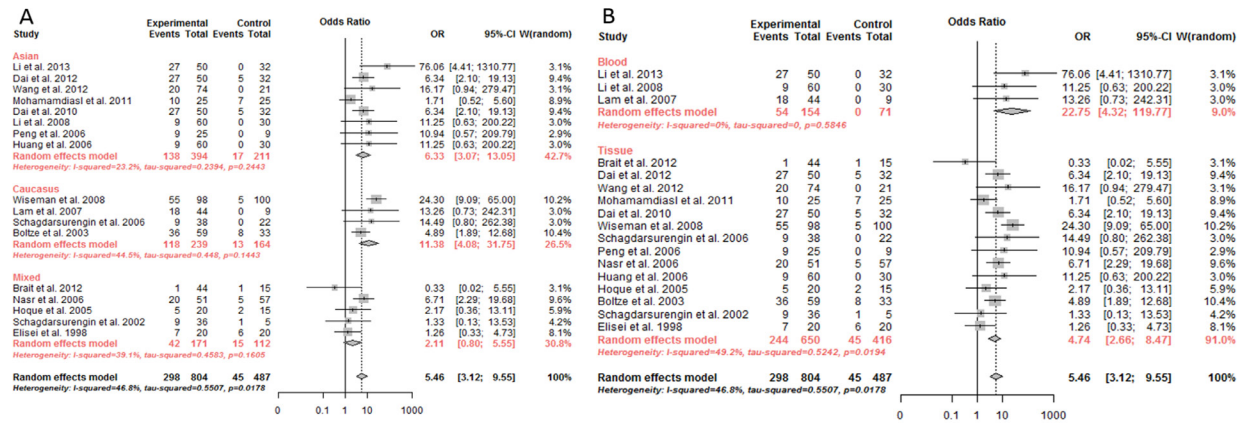 A
Experimental Control Odds Ratio
Study Events Total Events Total OR 95%-CI W(random)
Asian
Li et al. 2013 27 50 0 32 76.06 [4.41; 1310.77] 3.1%
Dai et al. 2012 27 50 5 32 6.34 [2.10; 19.13] 9.4%
Wang et al. 2012 20 74 0 21 16.17 [0.94; 279.47] 3.1%
Mohamamdiasl et al. 2011 10 25 7 25 1.71 [0.52; 5.60] 8.9%
Dai et al. 2010 27 50 5 32 6.34 [2.10; 19.13] 9.4%
Li et al. 2008 9 60 0 30 11.25 [0.63; 200.22] 3.1%
Peng et al. 2006 9 25 0 9 10.94 [0.57; 209.79] 2.9%
Huang et al. 2006 9 60 0 30 11.25 [0.63; 200.22] 3.1%
Random effects model 138 394 17 211 6.33 [3.07; 13.05] 42.7%
Heterogeneity: I-squared=23.2%, tau-squared=0.2394, p=0.2443
Caucasus
Wiseman et al. 2008 55 98 5 100 24.30 [9.09; 65.00] 10.2%
Lam et al. 2007 18 44 0 9 13.26 [0.73; 242.31] 3.0%
Schagdarsurengin et al. 2006 9 38 0 22 14.49 [0.80; 262.38] 3.0%
Boltze et al. 2003 36 59 8 33 4.89 [1.89; 12.68] 10.4%
Random effects model 118 239 13 164 11.38 [4.08; 31.75] 26.5%
Heterogeneity: I-squared=44.5%, tau-squared=0.448, p=0.1443
Mixed
Brait et al. 2012 1 44 1 15 0.33 [0.02; 5.55] 3.1%
Nasr et al. 2006 20 51 5 57 6.71 [2.29; 19.68] 9.6%
Hoque et al. 2005 5 20 2 15 2.17 [0.36; 13.11] 5.9%
Schagdarsurengin et al. 2002 9 36 1 5 1.33 [0.13; 13.53] 4.2%
Elisei et al. 1998 7 20 6 20 1.26 [0.33; 4.73] 8.1%
Random effects model 42 171 15 112 2.11 [0.80; 5.55] 30.8%
Heterogeneity: I-squared=39.1%, tau-squared=0.4583, p=0.1605
Random effects model 298 804 45 487 5.46 [3.12; 9.55] 100%
Heterogeneity: I-squared=46.8%, tau-squared=0.5507, p=0.0178
0 0.1 1 10 1000
B
Experimental Control Odds Ratio
Study Events Total Events Total OR 95%-CI W(random)
Blood
Li et al. 2013 27 50 0 32 76.06 [4.41; 1310.77] 3.1%
Li et al. 2008 9 60 0 30 11.25 [0.63; 200.22] 3.1%
Lam et al. 2007 18 44 0 9 13.26 [0.73; 242.31] 3.0%
Random effects model 54 154 0 71 22.75 [4.32; 119.77] 9.0%
Heterogeneity: I-squared=0%, tau-squared=0, p=0.5846
Tissue
Brait et al. 2012 1 44 1 15 0.33 [0.02; 5.55] 3.1%
Dai et al. 2012 27 50 5 32 6.34 [2.10; 19.13] 9.4%
Wang et al. 2012 20 74 0 21 16.17 [0.94; 279.47] 3.1%
Mohamamdiasl et al. 2011 10 25 7 25 1.71 [0.52; 5.60] 8.9%
Dai et al. 2010 27 50 5 32 6.34 [2.10; 19.13] 9.4%
Wiseman et al. 2008 55 98 5 100 24.30 [9.09; 65.00] 10.2%
Schagdarsurengin et al. 2006 9 38 0 22 14.49 [0.80; 262.38] 3.0%
Peng et al. 2006 9 25 0 9 10.94 [0.57; 209.79] 2.9%
Nasr et al. 2006 20 51 5 57 6.71 [2.29; 19.68] 9.6%
Huang et al. 2006 9 60 0 30 11.25 [0.63; 200.22] 3.1%
Hoque et al. 2005 5 20 2 15 2.17 [0.36; 13.11] 5.9%
Boltze et al. 2003 36 59 8 33 4.89 [1.89; 12.68] 10.4%
Schagdarsurengin et al. 2002 9 36 1 5 1.33 [0.13; 13.53] 4.2%
Elisei et al. 1998 7 20 6 20 1.26 [0.33; 4.73] 8.1%
Random effects model 244 650 45 416 4.74 [2.66; 8.47] 91.0%
Heterogeneity: I-squared=49.2%, tau-squared=0.5242, p=0.0194
Random effects model 298 804 45 487 5.46 [3.12; 9.55] 100%
Heterogeneity: I-squared=46.8%, tau-squared=0.5507, p=0.0178
0 0.1 1 10 1000